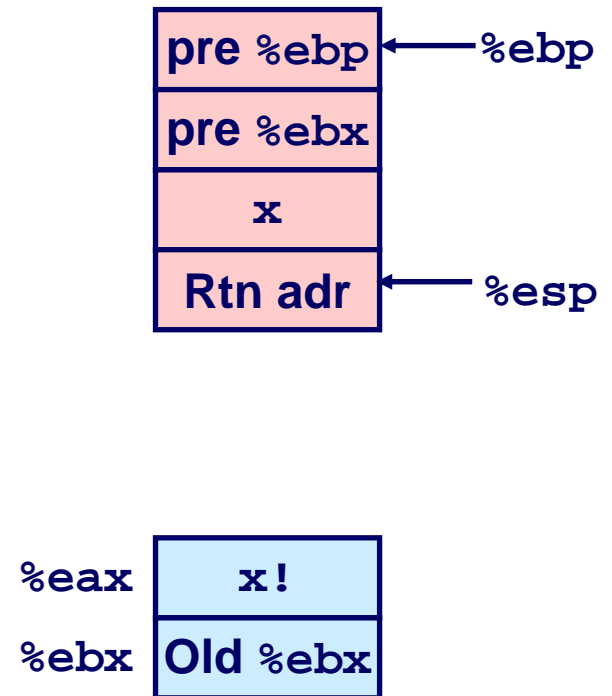 pre %ebp %ebp
pre %ebx
x
Rtn adr %esp
%eax x!
%ebx Old %ebx